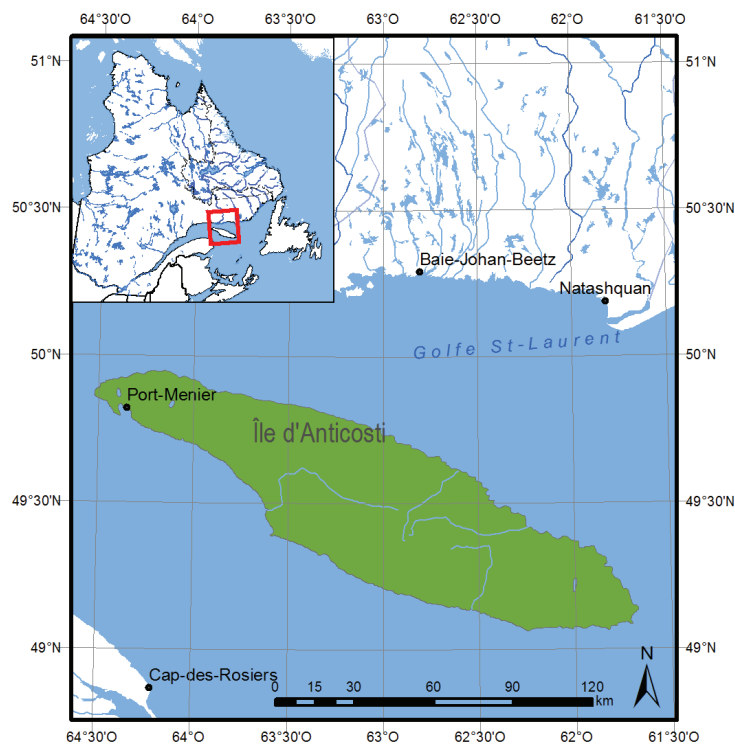 64°30'O 64°O 63°30'O 63°O 62°30'O 62°O 61°30'O
51°N 51°N
50°30'N 50°30'N
Baie-Johan-Beetz
Natashquan
Golfe St-Laurent
50°N 50°N
Port-Menier
Île d'Anticosti
49°30'N 49°30'N
49°N 49°N
N
Cap-des-Rosiers
0 15 30 60 90 120
km
64°30'O 64°O 63°30'O 63°O 62°30'O 62°O 61°30'O